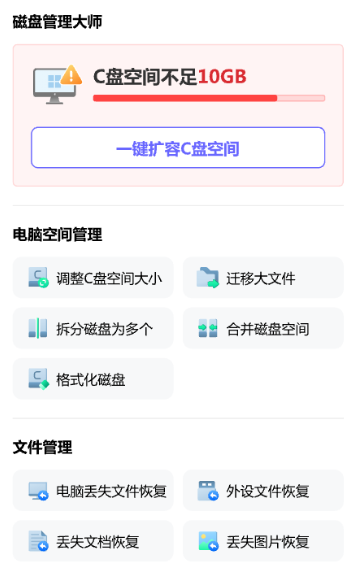 磁盘管理大师
C盘空间不足10GB
一键扩容C盘空间
电脑空间管理
调整C盘空间大小
迁移大文件
拆分磁盘为多个
合并磁盘空间
格式化磁盘
文件管理
电脑丢失文件恢复
外设文件恢复
丢失文档恢复
丢失图片恢复